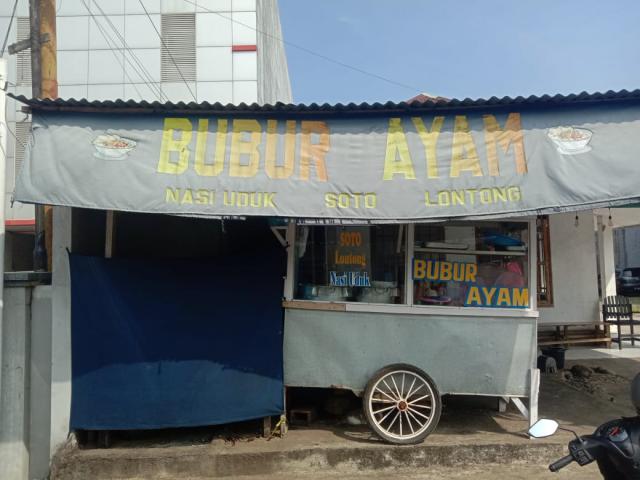 BUBUR AYAM
NASI UDUK SOTO LONTONG
SOTO
Lontong
Nasi Uduk
BUBUR
AYAM